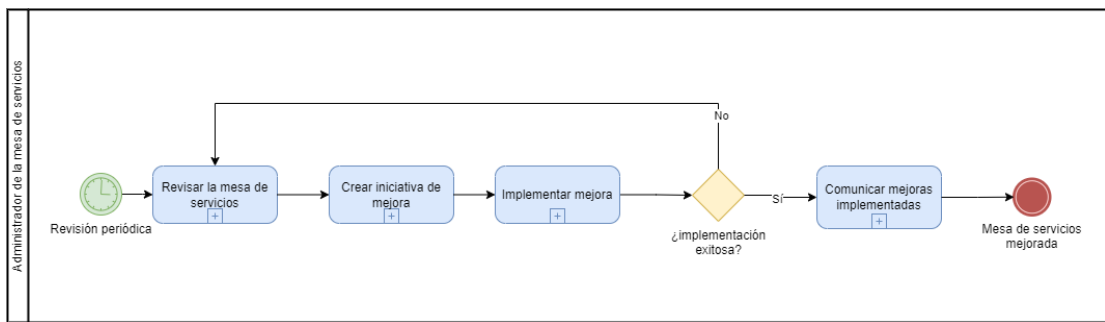 Administrador de la mesa de servicios
No
Revisar la mesa de
servicios
Crear iniciativa de
mejora
Implementar mejora
Sí
Comunicar mejoras
implementadas
Revisión periódica
¿implementación
exitosa?
Mesa de servicios
mejorada